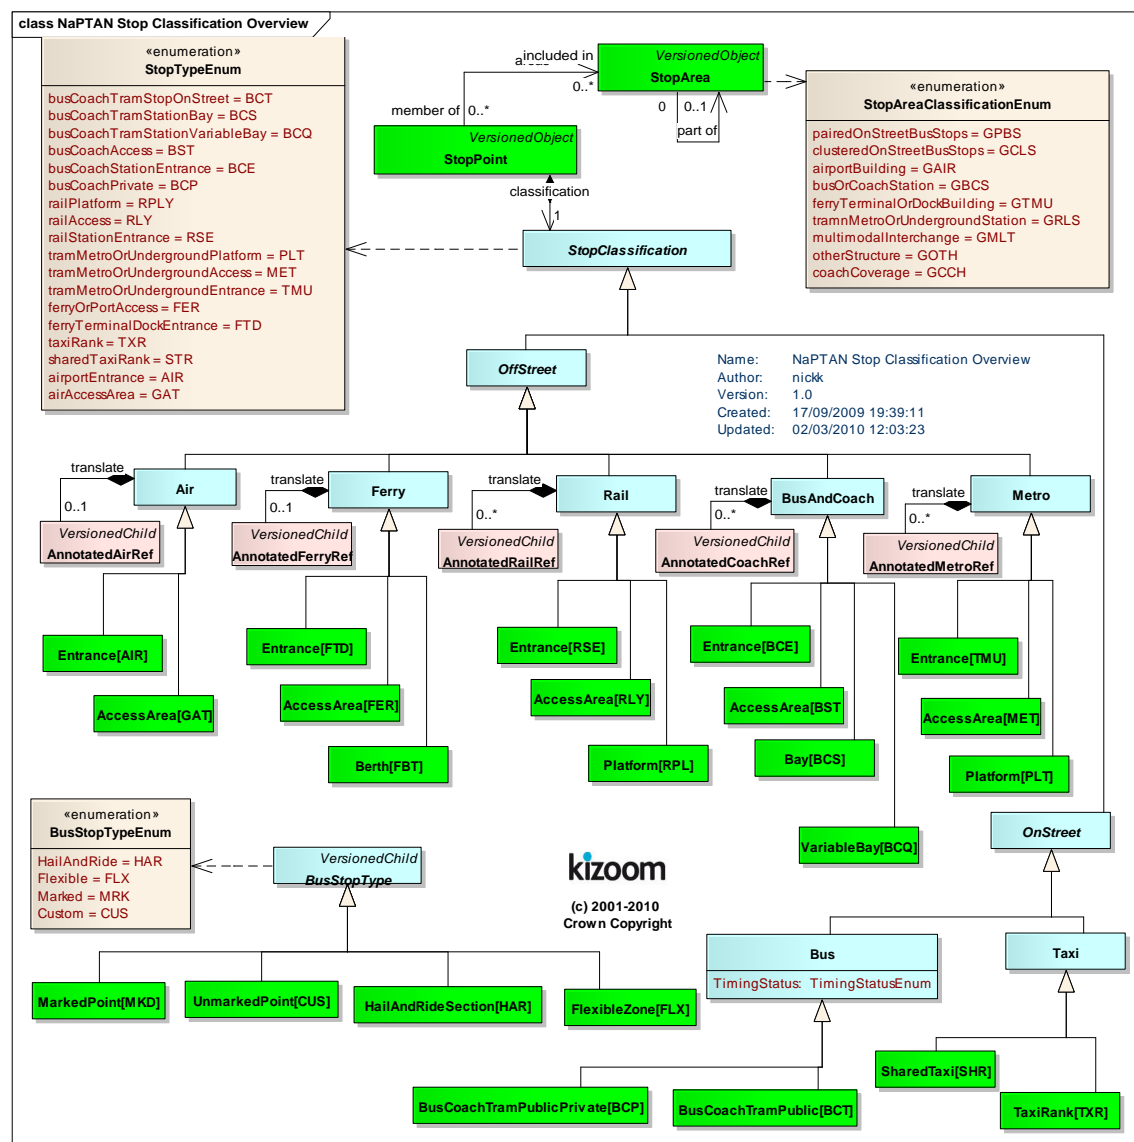 class NaPTAN Stop Classification Overview
«enumeration»
StopTypeEnum
busCoachTramStopOnStreet = BCT
busCoachTramStationBay = BCS
busCoachTramStationVariableBay = BCQ
busCoachAccess = BST
busCoachStationEntrance = BCE
busCoachPrivate = BCP
railPlatform = RPLY
railAccess = RLY
railStationEntrance = RSE
tramMetroOrUndergroundPlatform = PLT
tramMetroOrUndergroundAccess = MET
tramMetroOrUndergroundEntrance = TMU
ferryOrPortAccess = FER
ferryTerminalDockEntrance = FTD
taxiRank = TXR
sharedTaxiRank = STR
airportEntrance = AIR
airAccessArea = GAT
included in
0..*
member of
0..*
VersionedObject
StopArea
0
0..1
part of
VersionedObject
StopPoint
classification
1
«enumeration»
StopAreaClassificationEnum
pairedOnStreetBusStops = GPBS
clusteredOnStreetBusStops = GCLS
airportBuilding = GAIR
busOrCoachStation = GBCS
ferryTerminalOrDockBuilding = GTMU
tramnMetroOrUndergroundStation = GRLS
multimodalInterchange = GMLT
otherStructure = GOTH
coachCoverage = GCCH
StopClassification
OffStreet
Name: NaPTAN Stop Classification Overview
Author: nickk
Version: 1.0
Created: 17/09/2009 19:39:11
Updated: 02/03/2010 12:03:23
translate
0..1
Air
VersionedChild
AnnotatedAirRef
translate
0..1
Ferry
VersionedChild
AnnotatedFerryRef
translate
0..*
Rail
VersionedChild
AnnotatedRailRef
translate
0..*
BusAndCoach
VersionedChild
AnnotatedCoachRef
translate
0..*
Metro
VersionedChild
AnnotatedMetroRef
Entrance[AIR]
AccessArea[GAT]
Entrance[FTD]
AccessArea[FER]
Berth[FBT]
Entrance[RSE]
AccessArea[RLY]
Platform[RPL]
Entrance[BCE]
AccessArea[BST]
Bay[BCS]
VariableBay[BCQ]
Entrance[TMU]
AccessArea[MET]
Platform[PLT]
OnStreet
«enumeration»
BusStopTypeEnum
HailAndRide = HAR
Flexible = FLX
Marked = MRK
Custom = CUS
VersionedChild
BusStopType
kizoom
(c) 2001-2010
Crown Copyright
MarkedPoint[MKD]
UnmarkedPoint[CUS]
HailAndRideSection[HAR]
FlexibleZone[FLX]
Bus
TimingStatus: TimingStatusEnum
Taxi
SharedTaxi[SHR]
TaxiRank[TXR]
BusCoachTramPublicPrivate[BCP]
BusCoachTramPublic[BCT]